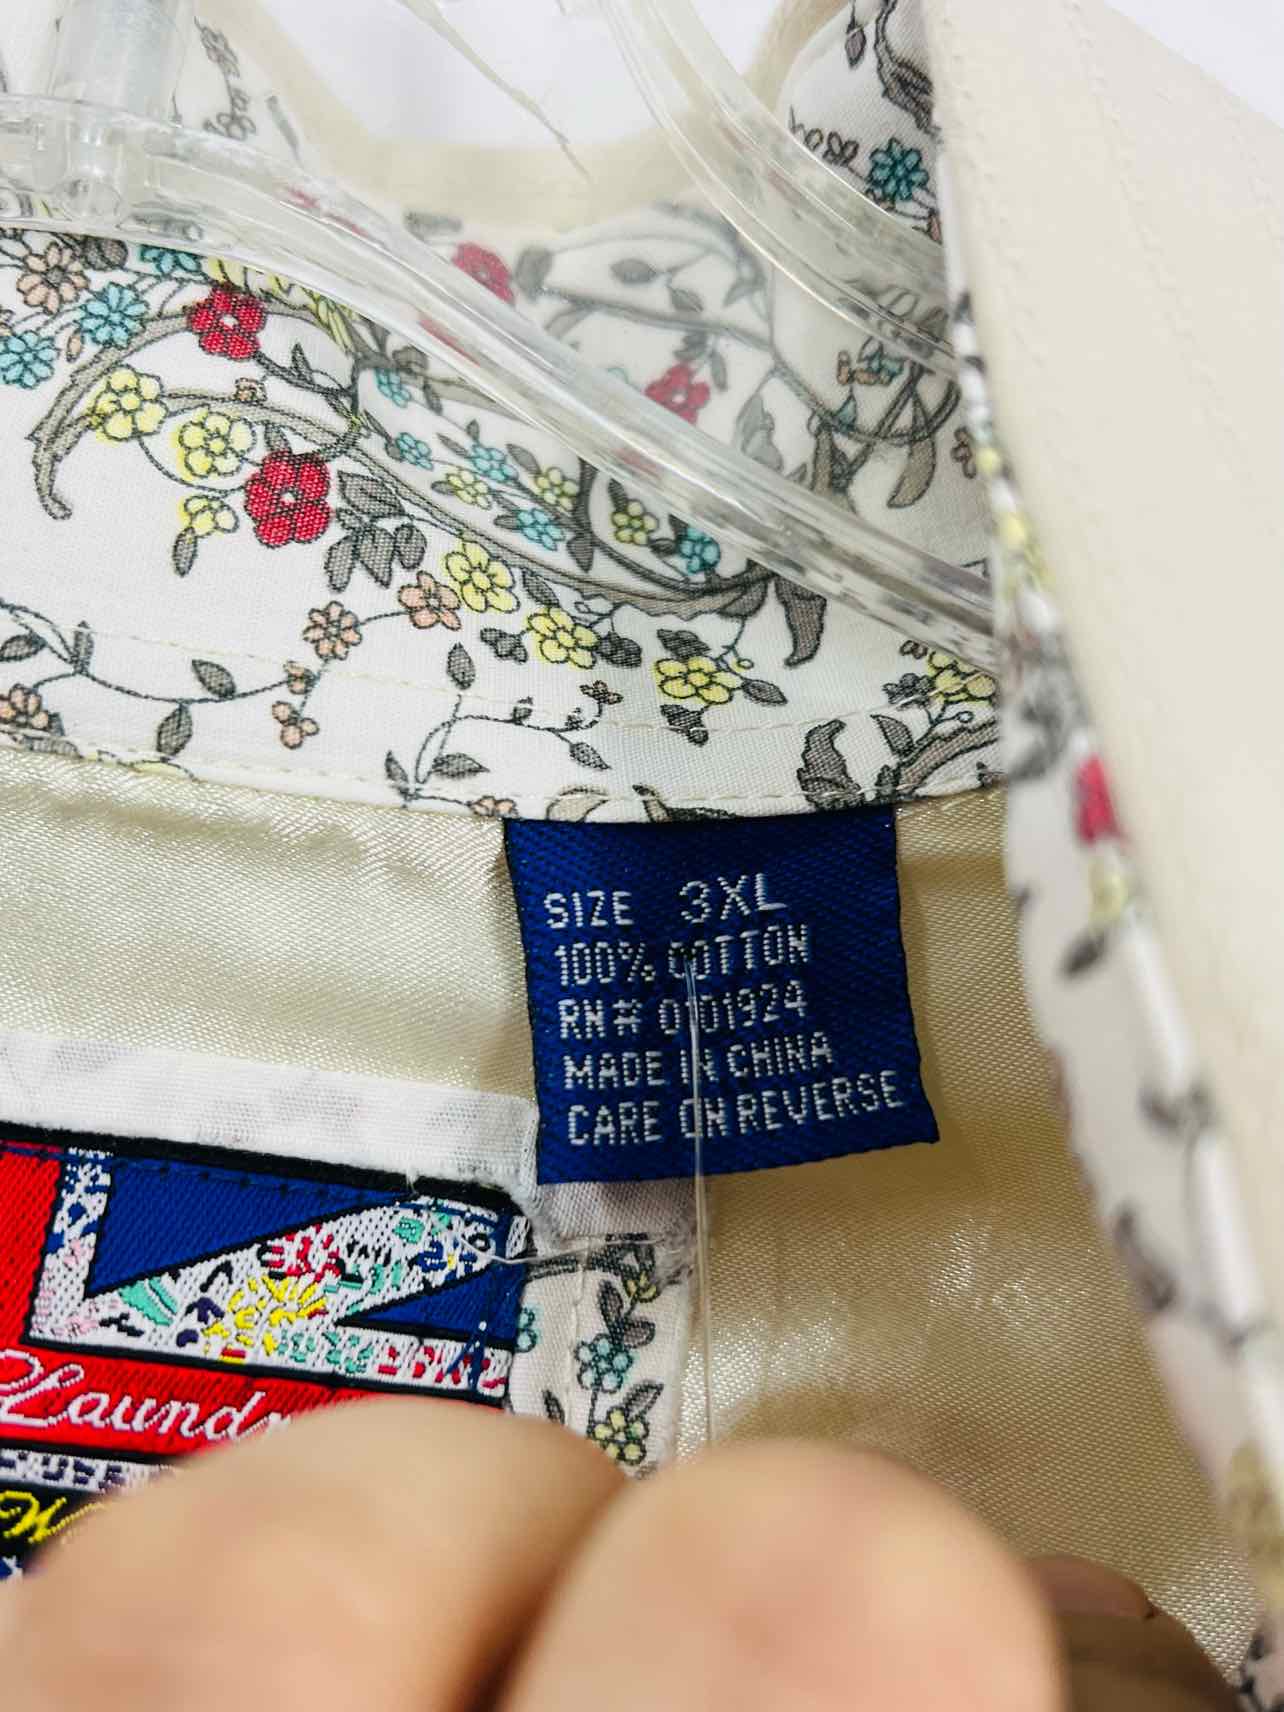 SIZE 3XL
100% COTTON
RN# 0101924
MADE IN CHINA
CARE ON REVERSE